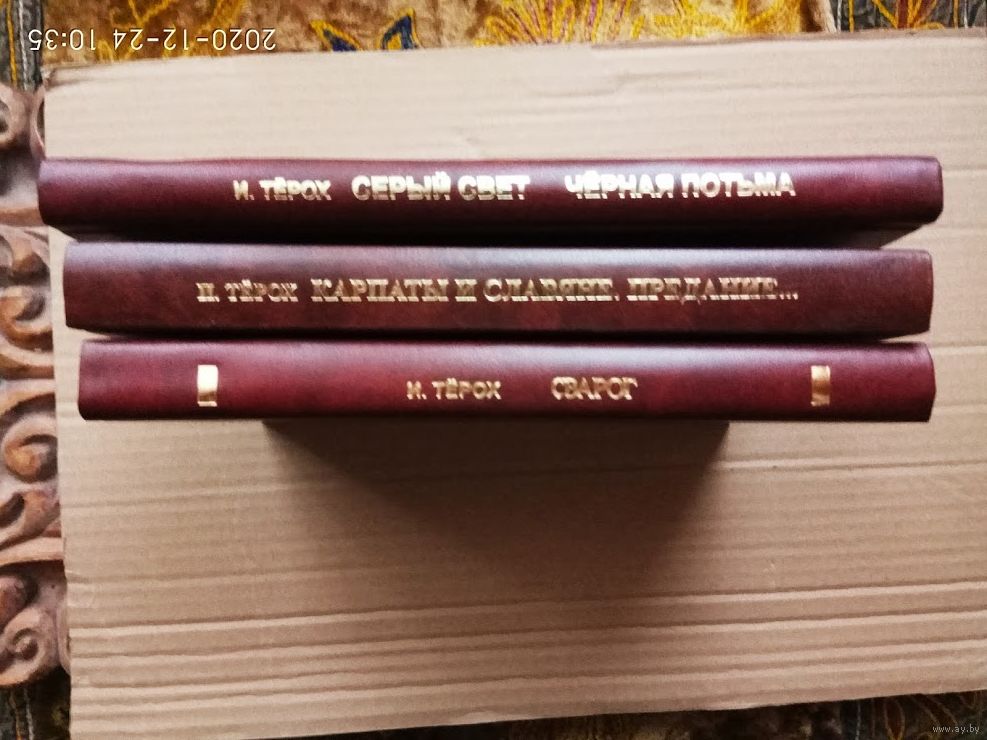 2020-12-24 10:35
И. ТЁРОХ СЕРЫЙ СВЕТ ЧЁРНАЯ ПОТЬМА
И. ТЁРОХ КАРПАТЫ И СЛАВЯНЕ. ПРЕДАНИЕ...
И. ТЁРОХ СВАРОГ
www.ay.by